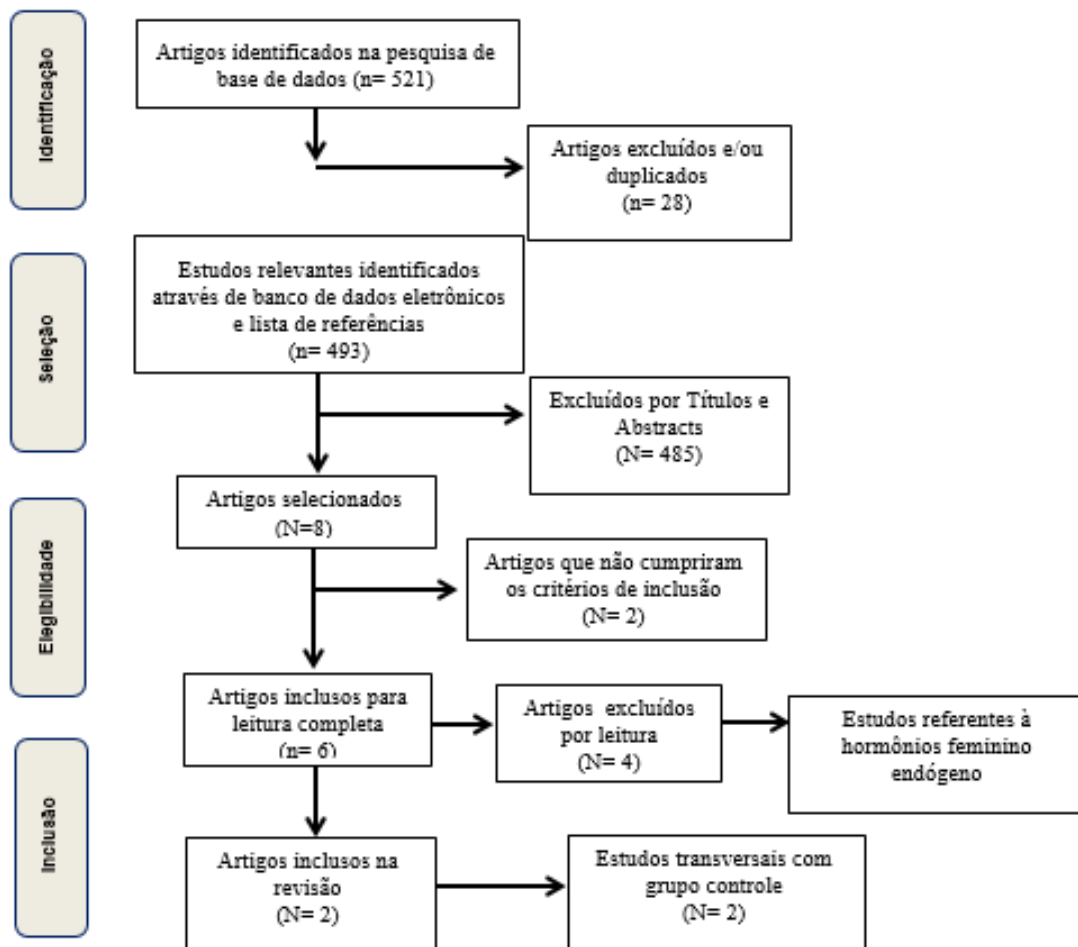 Identificação
Artigos identificados na pesquisa de
base de dados (n= 521)
Artigos excluídos e/ou
duplicados
(n= 28)
Seleção
Estudos relevantes identificados
através de banco de dados eletrônicos
e lista de referências
(n= 493)
Excluídos por Títulos e
Abstracts
(N= 485)
Elegibilidade
Artigos selecionados
(N=8)
Artigos que não cumpriram
os critérios de inclusão
(N= 2)
Artigos inclusos para
leitura completa
(n= 6)
Artigos excluídos
por leitura
(N= 4)
Estudos referentes à
hormônios feminino
endógeno
Inclusão
Artigos inclusos na
revisão
(N= 2)
Estudos transversais com
grupo controle
(N= 2)